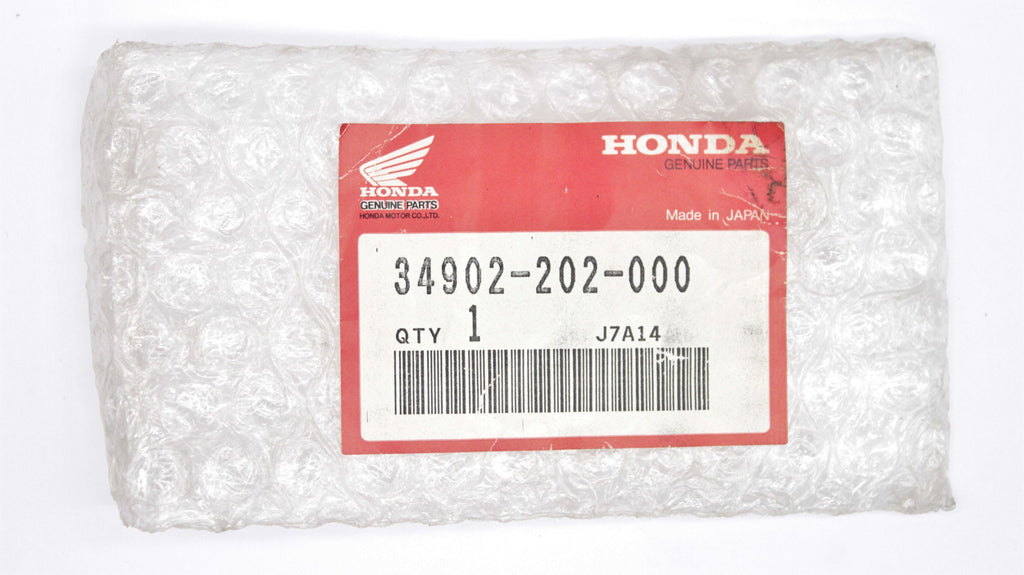 HONDA
GENUINE PARTS
HONDA MOTOR CO.,LTD.
HONDA
GENUINE PARTS
Made in JAPAN
34902-202-000
QTY 1 J7A14